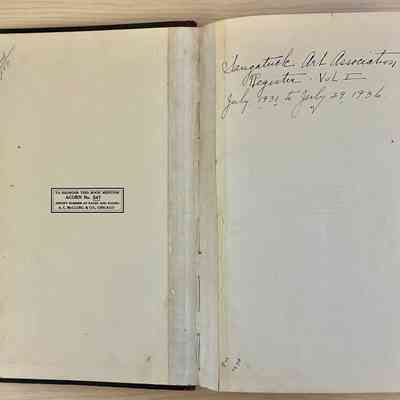 TO REORDER THIS BOOK MENTION
ACORN No. 847
A. C. McCLURG & CO., CHICAGO
Saugatuck Art Association
Register - Vol I
July 1931 to July 29, 1936